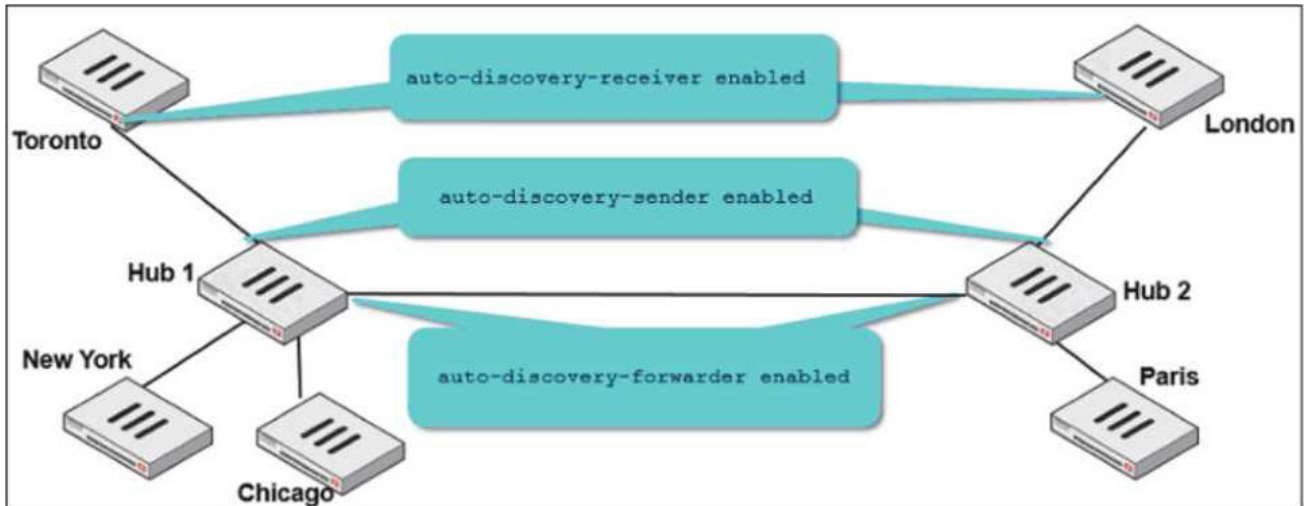 auto-discovery-receiver enabled
Toronto
London
auto-discovery-sender enabled
Hub 1
Hub 2
New York
auto-discovery-forwarder enabled
Paris
Chicago